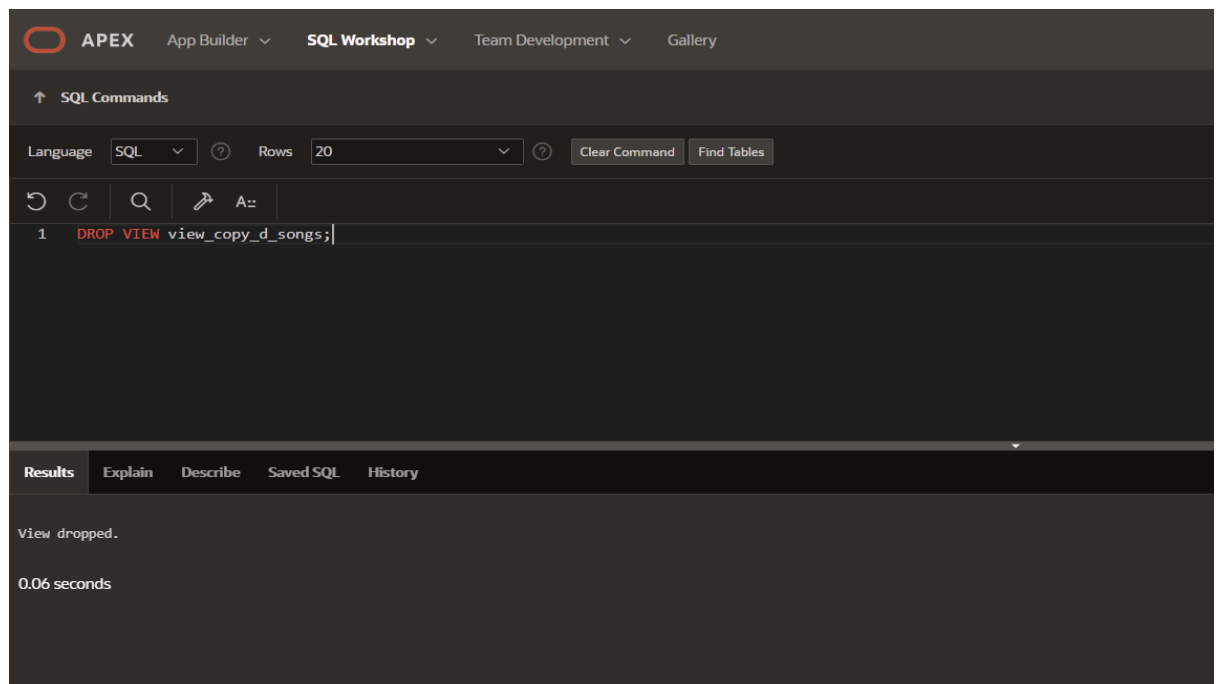 APEX App Builder SQL Workshop Team Development Gallery
SQL Commands
Language SQL Rows 20 Clear Command Find Tables
A::
1 DROP VIEW view_copy_d_songs;
Results Explain Describe Saved SQL History
View dropped.
0.06 seconds